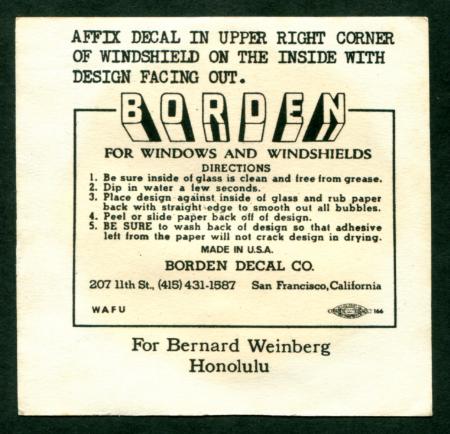 AFFIX DECAL IN UPPER RIGHT CORNER
OF WINDSHIELD ON THE INSIDE WITH
DESIGN FACING OUT.
BORDEN
FOR WINDOWS AND WINDSHIELDS
DIRECTIONS
1. Be sure inside of glass is clean and free from grease.
2. Dip in water a few seconds.
3. Place design against inside of glass and rub paper
back with straight-edge to smooth out all bubbles.
4. Peel or slide paper back off of design.
5. BE SURE to wash back of design so that adhesive
left from the paper will not crack design in drying.
MADE IN U.S.A.
BORDEN DECAL CO.
207 11th St., (415) 431-1587 San Francisco, California
WAFU 166
For Bernard Weinberg
Honolulu